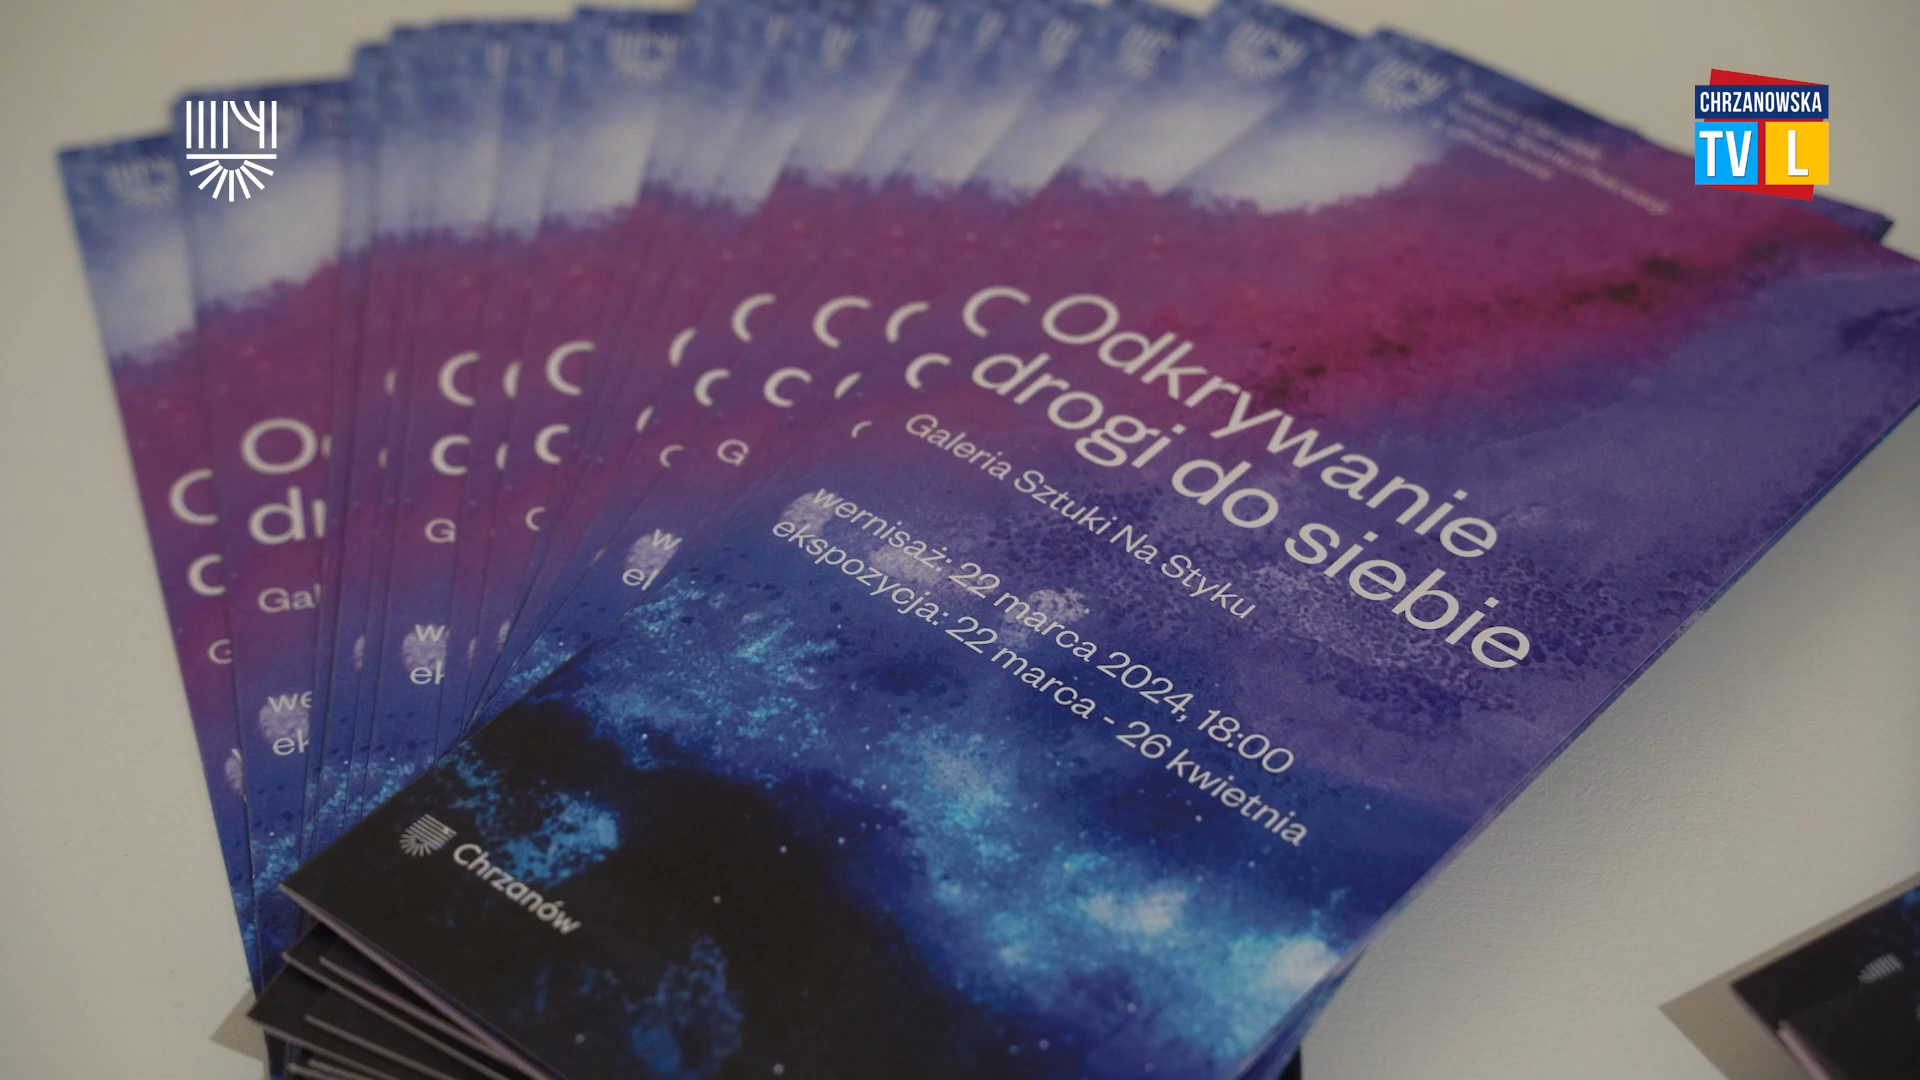 CHRZANOWSKA
TV L
Odkrywanie
drogi do siebie
Galeria Sztuki Na Styku
wernisaż: 22 marca 2024, 18:00
ekspozycja: 22 marca - 26 kwietnia
Chrzanów